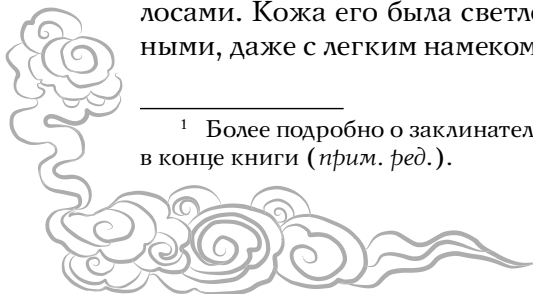 лосами. Кожа его была
ными, даже с легким намеком
1 Более подробно о
в конце книги (прим. ред.).